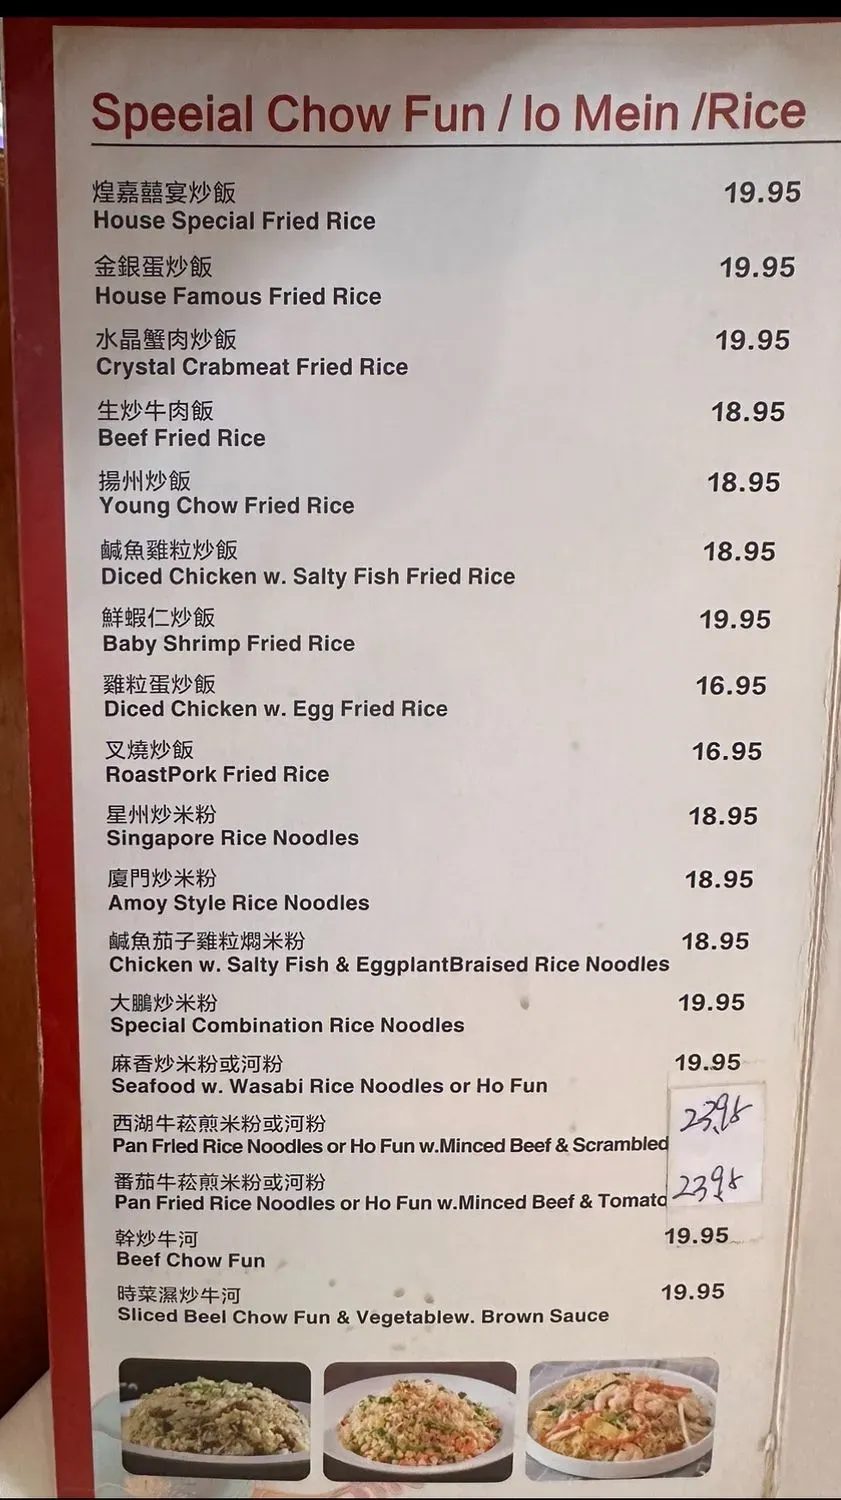 Speeial Chow Fun / lo Mein /Rice
煌嘉囍宴炒飯 19.95
House Special Fried Rice
金銀蛋炒飯 19.95
House Famous Fried Rice
水晶蟹肉炒飯 19.95
Crystal Crabmeat Fried Rice
生炒牛肉飯 18.95
Beef Fried Rice
揚州炒飯 18.95
Young Chow Fried Rice
鹹魚雞粒炒飯 18.95
Diced Chicken w. Salty Fish Fried Rice
鮮蝦仁炒飯 19.95
Baby Shrimp Fried Rice
雞粒蛋炒飯 16.95
Diced Chicken w. Egg Fried Rice
叉燒炒飯 16.95
RoastPork Fried Rice
星州炒米粉 18.95
Singapore Rice Noodles
廈門炒米粉 18.95
Amoy Style Rice Noodles
鹹魚茄子雞粒燜米粉 18.95
Chicken w. Salty Fish & EggplantBraised Rice Noodles
大鵬炒米粉 19.95
Special Combination Rice Noodles
麻香炒米粉或河粉 19.95
Seafood w. Wasabi Rice Noodles or Ho Fun
西湖牛菘煎米粉或河粉 23.95
Pan Frled Rice Noodles or Ho Fun w.Minced Beef & Scrambled
番茄牛菘煎米粉或河粉 23.95
Pan Fried Rice Noodles or Ho Fun w.Minced Beef & Tomato
幹炒牛河 19.95
Beef Chow Fun
時菜濕炒牛河 19.95
Sliced Beel Chow Fun & Vegetablew. Brown Sauce